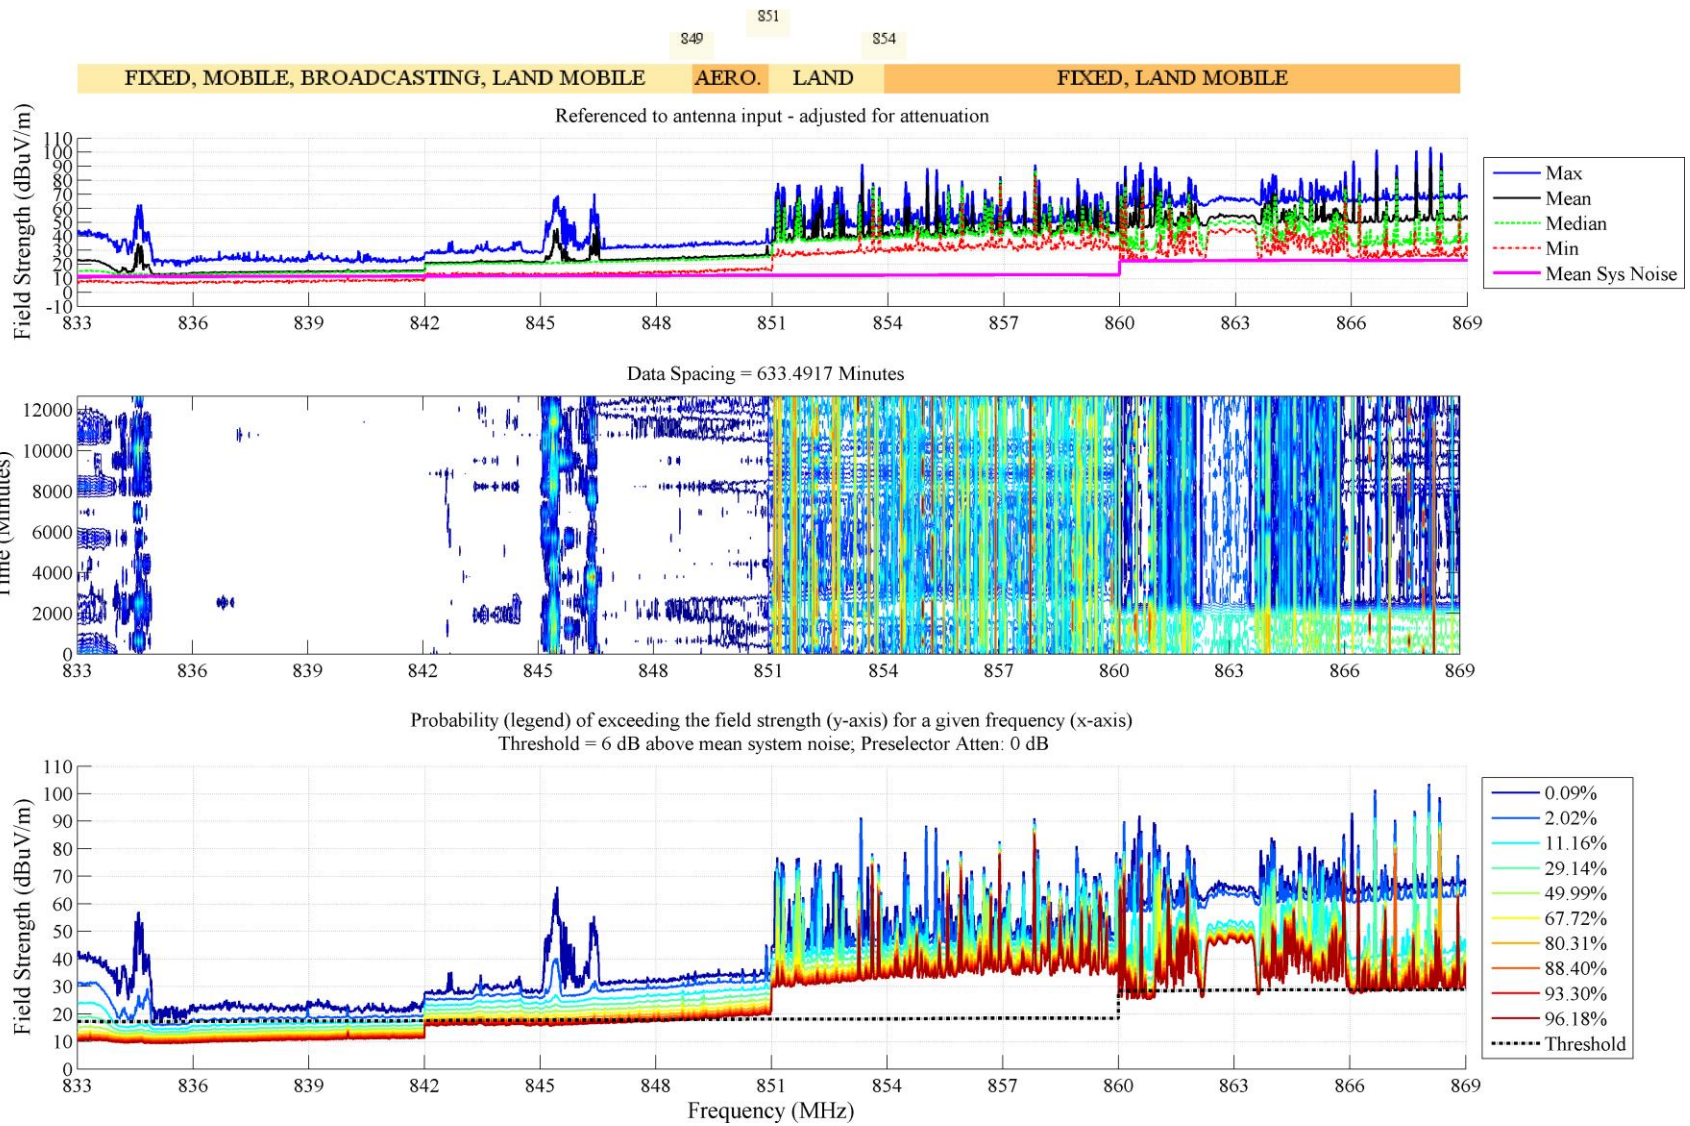 851
849
854
FIXED, MOBILE, BROADCASTING, LAND MOBILE
AERO.
LAND
FIXED, LAND MOBILE
Referenced to antenna input - adjusted for attenuation
Field Strength (dBuV/m)
110
100
90
80
70
60
50
40
30
20
10
0
-10
833 836 839 842 845 848 851 854 857 860 863 866 869
Max
Mean
Median
Min
Mean Sys Noise
Data Spacing = 633.4917 Minutes
Time (Minutes)
12000
10000
8000
6000
4000
2000
0
833 836 839 842 845 848 851 854 857 860 863 866 869
Probability (legend) of exceeding the field strength (y-axis) for a given frequency (x-axis)
Threshold = 6 dB above mean system noise; Preselector Atten: 0 dB
Field Strength (dBuV/m)
110
100
90
80
70
60
50
40
30
20
10
0
833 836 839 842 845 848 851 854 857 860 863 866 869
Frequency (MHz)
0.09%
2.02%
11.16%
29.14%
49.99%
67.72%
80.31%
88.40%
93.30%
96.18%
Threshold